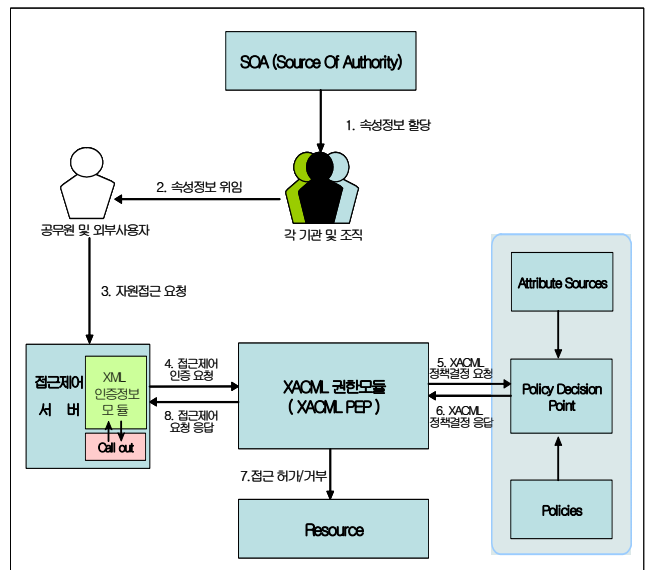 SOA (Source Of Authority)
1. 속성정보 할당
2. 속성정보 위임
공무원 및 외부사용자
각 기관 및 조직
3. 자원접근 요청
Attribute Sources
접근제어
서 버
XML
인증정보
모 듈
Call out
4. 접근제어
인증 요청
8. 접근제어
요청 응답
XACML 권한모듈
( XACML PEP )
5. XACML
정책결정 요청
6. XACML
정책결정 응답
Policy Decision
Point
7.접근 허가/거부
Resource
Policies